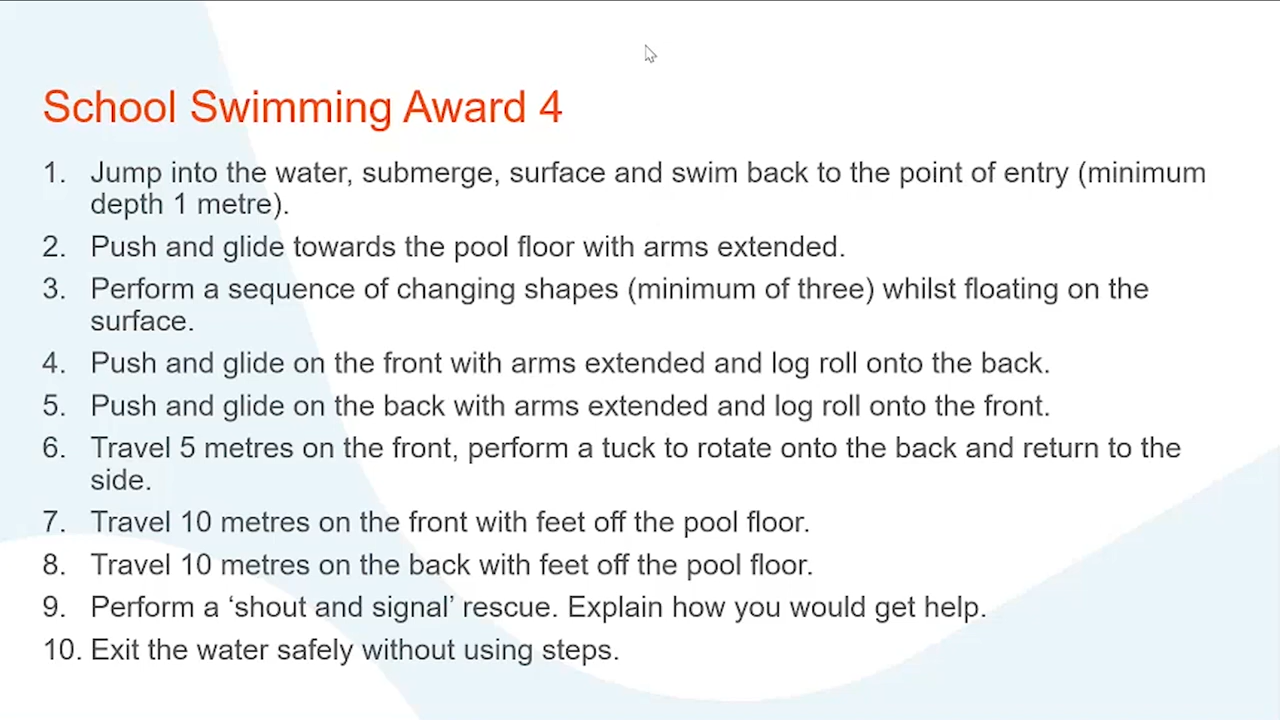 School Swimming Award 4
1. Jump into the water, submerge, surface and swim back to the point of entry (minimum
depth 1 metre).
2. Push and glide towards the pool floor with arms extended.
3. Perform a sequence of changing shapes (minimum of three) whilst floating on the
surface.
4. Push and glide on the front with arms extended and log roll onto the back.
5. Push and glide on the back with arms extended and log roll onto the front.
6. Travel 5 metres on the front, perform a tuck to rotate onto the back and return to the
side.
7. Travel 10 metres on the front with feet off the pool floor.
8. Travel 10 metres on the back with feet off the pool floor.
9. Perform a ‘shout and signal’ rescue. Explain how you would get help.
10. Exit the water safely without using steps.